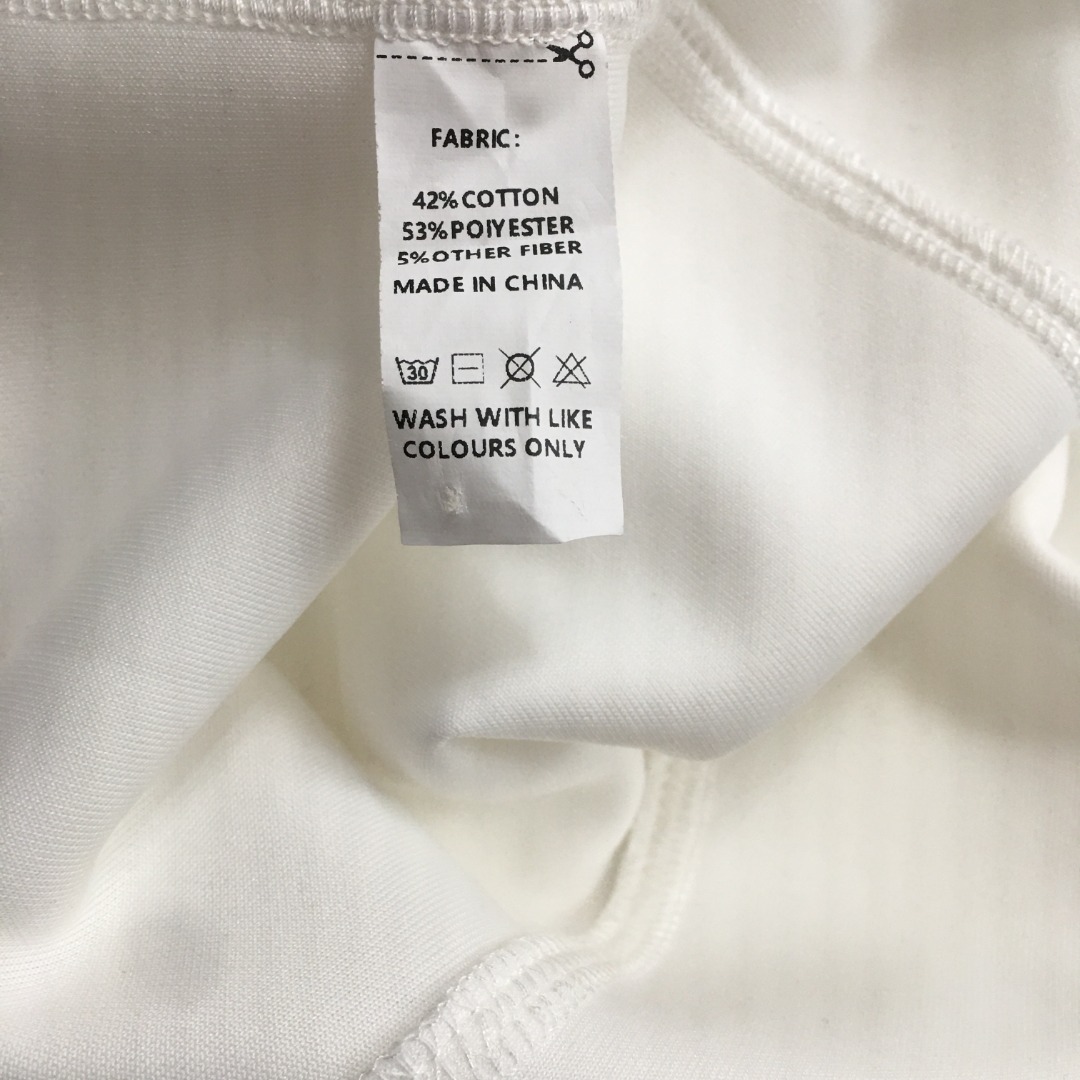 FABRIC:
42% COTTON
53% POIYESTER
5% OTHER FIBER
MADE IN CHINA
30
WASH WITH LIKE
COLOURS ONLY